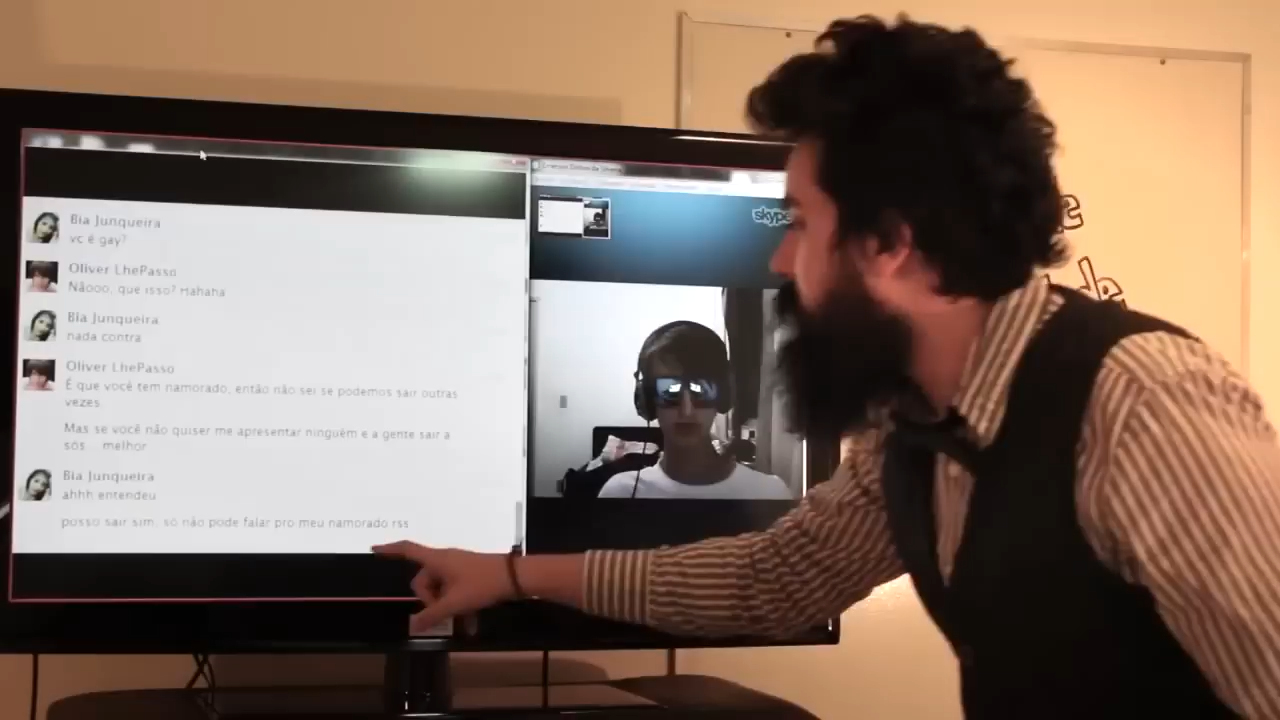 Bia Junqueira
vc é gay?
Oliver LhePasso
Nãooo, que isso? Hahaha
Bia Junqueira
nada contra
Oliver LhePasso
É que você tem namorado, então não sei se podemos sair outras
vezes.
Mas se você não quiser me apresentar ninguém e a gente sair a
sós... melhor
Bia Junqueira
ahhh entendeu
posso sair sim, só não pode falar pro meu namorado rss
skype